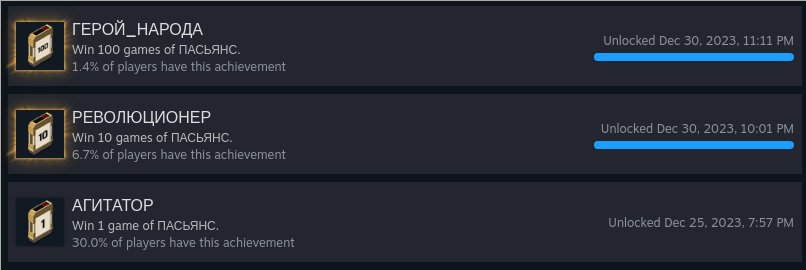 100
ГЕРОЙ_НАРОДА
Win 100 games of ПАСЬЯНС.
1.4% of players have this achievement
Unlocked Dec 30, 2023, 11:11 PM
10
РЕВОЛЮЦИОНЕР
Win 10 games of ПАСЬЯНС.
6.7% of players have this achievement
Unlocked Dec 30, 2023, 10:01 PM
1
АГИТАТОР
Win 1 game of ПАСЬЯНС.
30.0% of players have this achievement
Unlocked Dec 25, 2023, 7:57 PM